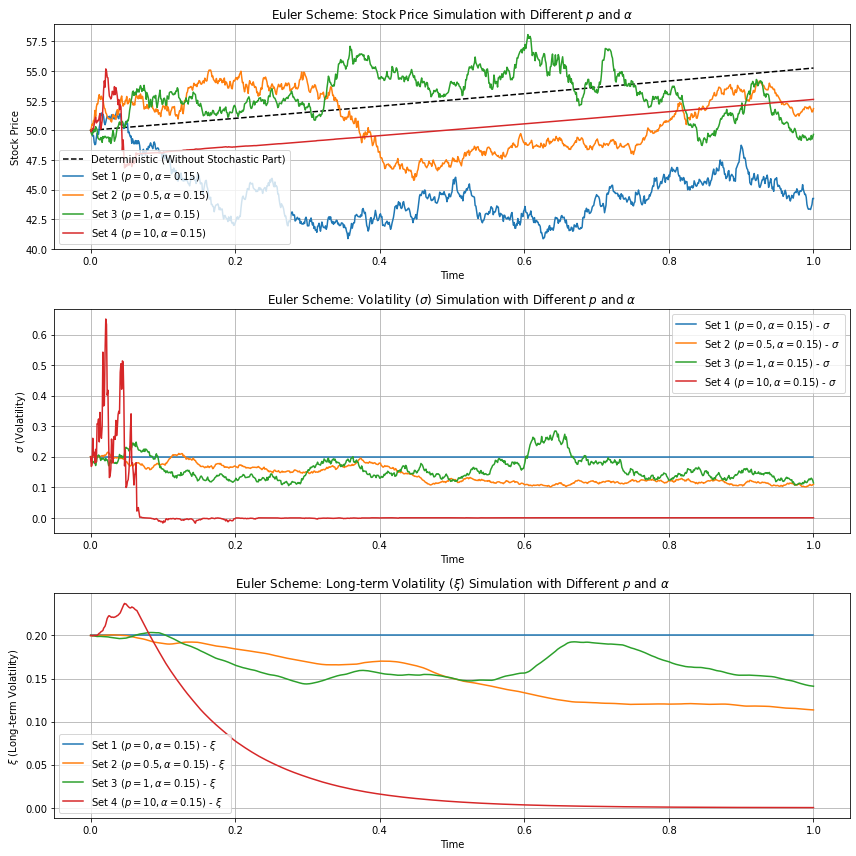 Euler Scheme: Stock Price Simulation with Different p and α
57.5
55.0
52.5
50.0
47.5
45.0
42.5
40.0
Stock Price
Deterministic (Without Stochastic Part)
Set 1 (p = 0, α = 0.15)
Set 2 (p = 0.5, α = 0.15)
Set 3 (p = 1, α = 0.15)
Set 4 (p = 10, α = 0.15)
0.0 0.2 0.4 0.6 0.8 1.0
Time
Euler Scheme: Volatility (σ) Simulation with Different p and α
0.6
0.5
0.4
0.3
0.2
0.1
0.0
σ (Volatility)
Set 1 (p = 0, α = 0.15) - σ
Set 2 (p = 0.5, α = 0.15) - σ
Set 3 (p = 1, α = 0.15) - σ
Set 4 (p = 10, α = 0.15) - σ
0.0 0.2 0.4 0.6 0.8 1.0
Time
Euler Scheme: Long-term Volatility (ξ) Simulation with Different p and α
0.20
0.15
0.10
0.05
0.00
ξ (Long-term Volatility)
Set 1 (p = 0, α = 0.15) - ξ
Set 2 (p = 0.5, α = 0.15) - ξ
Set 3 (p = 1, α = 0.15) - ξ
Set 4 (p = 10, α = 0.15) - ξ
0.0 0.2 0.4 0.6 0.8 1.0
Time